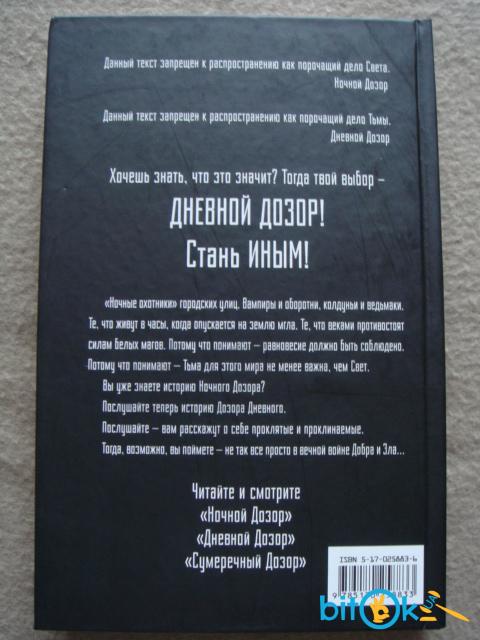 Данный текст запрещен к распространению как порочащий дело Света.
Ночной Дозор
Данный текст запрещен к распространению как порочащий дело Тьмы.
Дневной Дозор
Хочешь знать, что это значит? Тогда твой выбор –
ДНЕВНОЙ ДОЗОР!
Стань ИНЫМ!
«Ночные охотники» городских улиц. Вампиры и оборотни, колдуньи и ведьмаки.
Те, что живут в часы, когда опускается на землю мгла. Те, что веками противостоят
силам белых магов. Потому что понимают – равновесие должно быть соблюдено.
Потому что понимают – Тьма для этого мира не менее важна, чем Свет.
Вы уже знаете историю Ночного Дозора?
Послушайте теперь историю Дозора Дневного.
Послушайте – вам расскажут о себе проклятые и проклинаемые.
Тогда, возможно, вы поймете – не так все просто в вечной войне Добра и Зла...
Читайте и смотрите
«Ночной Дозор»
«Дневной Дозор»
«Сумеречный Дозор»
ISBN 5-17-025883-6
bitok.UA